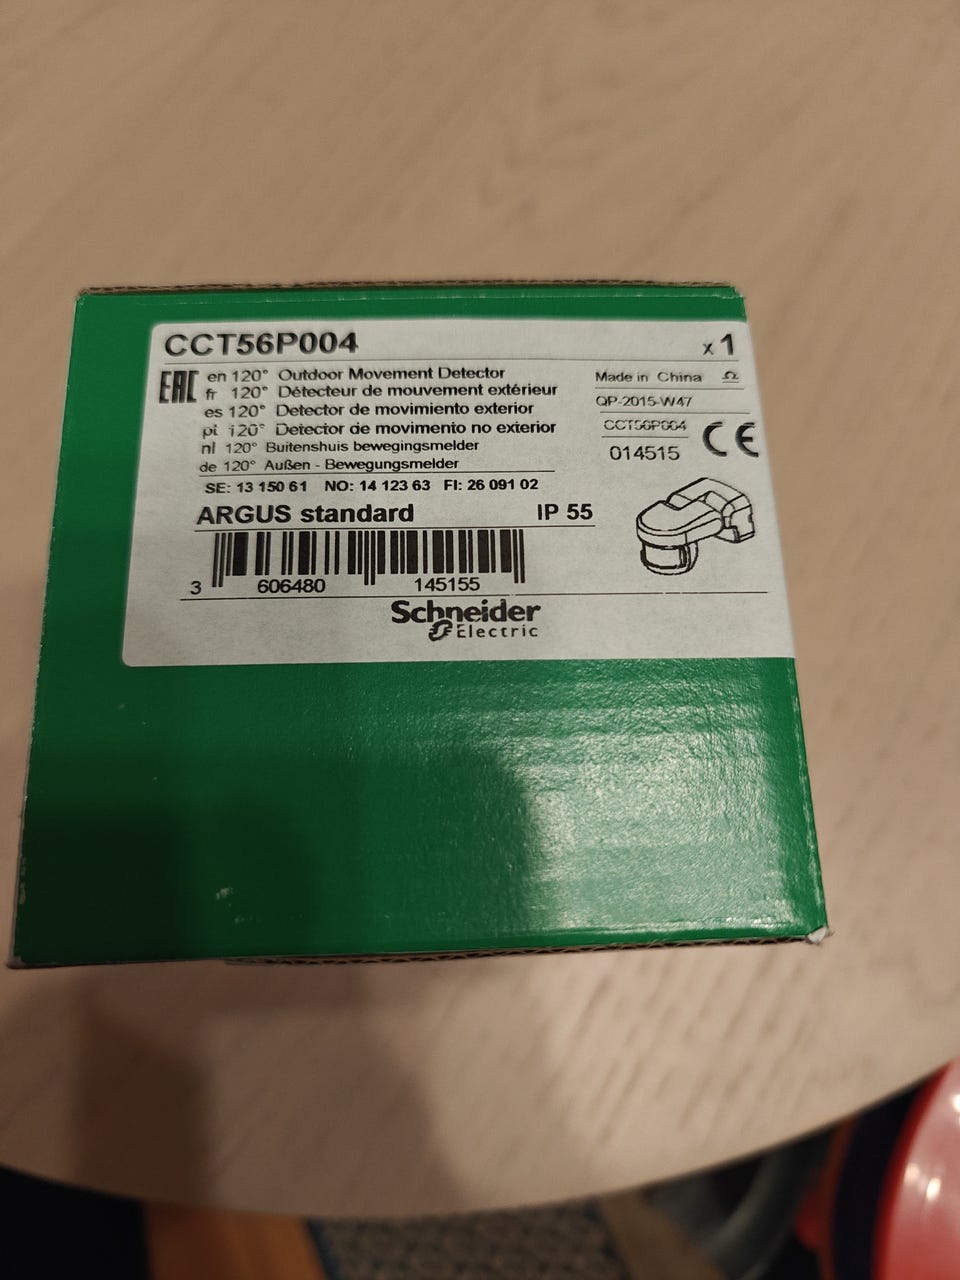 CCT56P004
x 1
EAC
en 120° Outdoor Movement Detector
fr 120° Détecteur de mouvement extérieur
es 120° Detector de movimiento exterior
pt 120° Detector de movimento no exterior
nl 120° Buitenshuis bewegingsmelder
de 120° Außen - Bewegungsmelder
Made in China
QP-2015-W47
CCT56P004
014515
CE
SE: 13 150 61 NO: 14 123 63 FI: 26 091 02
ARGUS standard
IP 55
3 606480 145155
Schneider
Electric